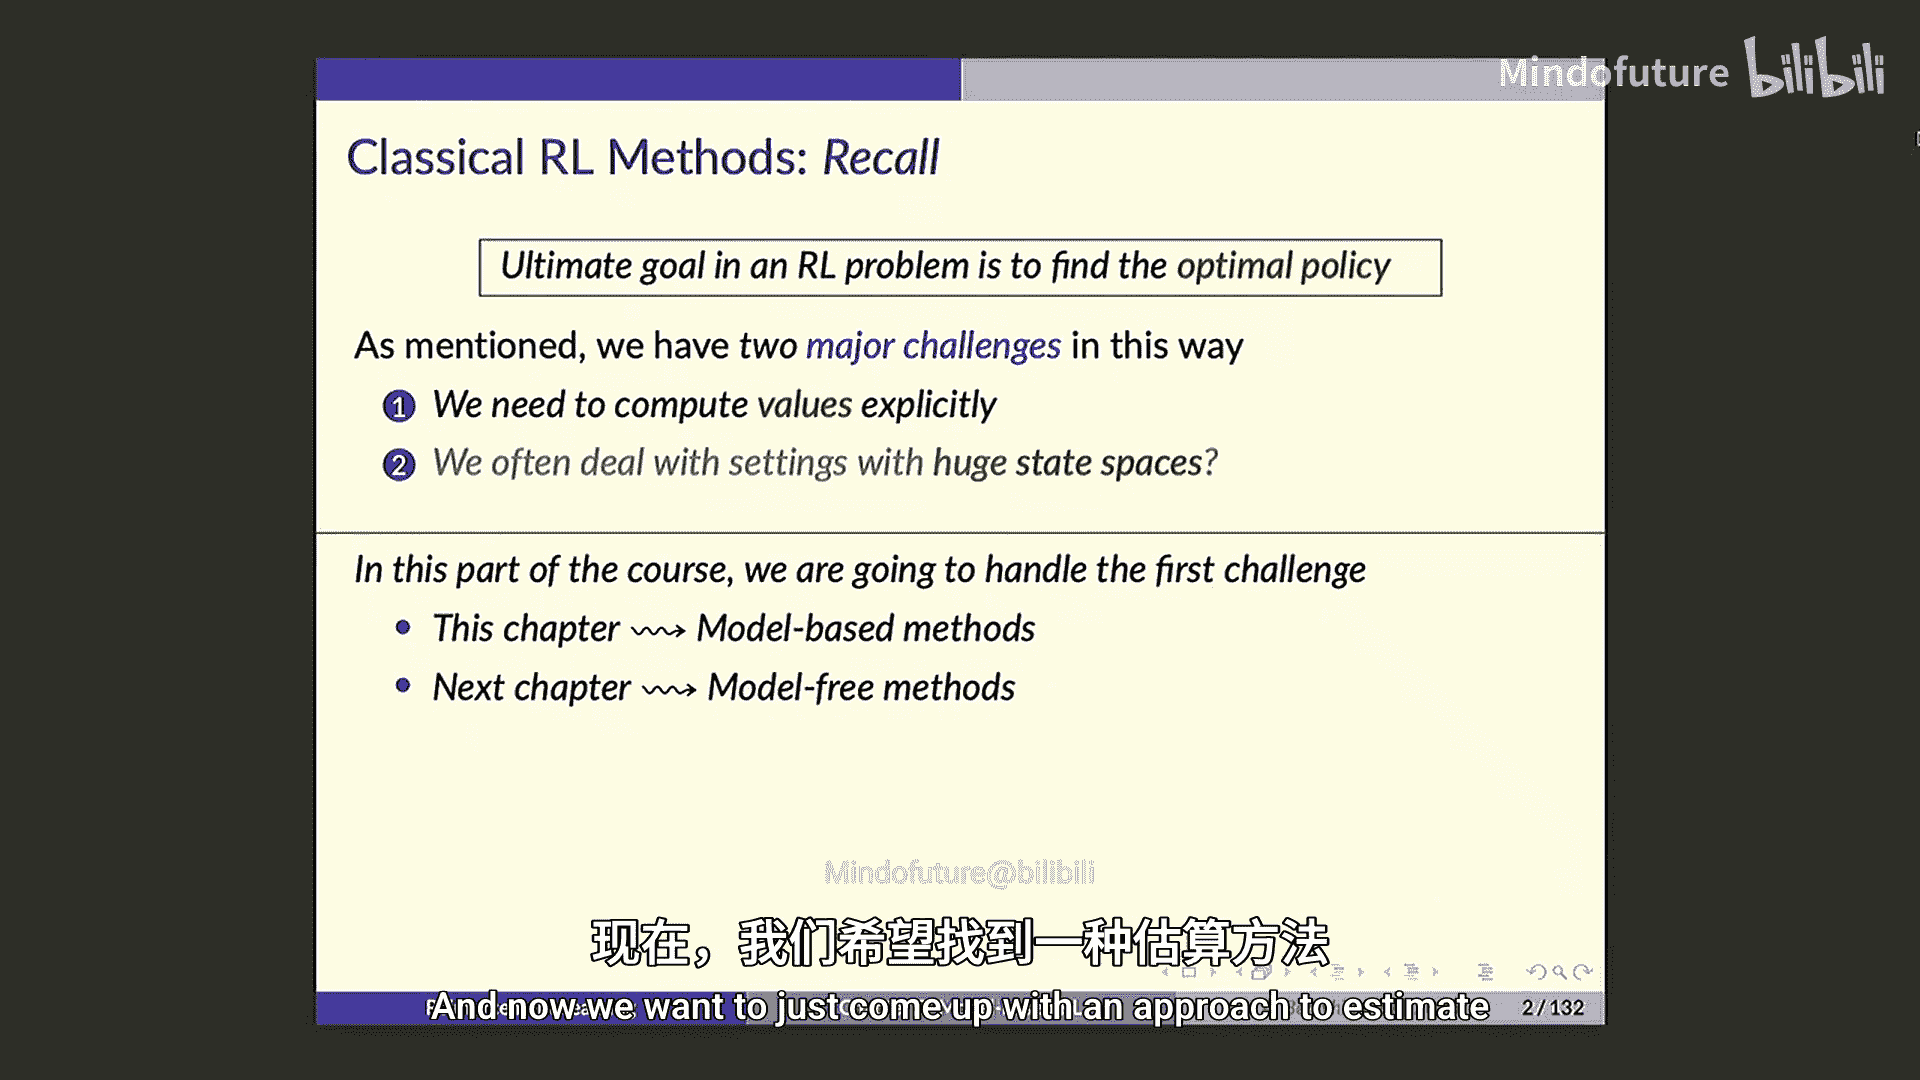 Mindofuture bilibili
Classical RL Methods: Recall
Ultimate goal in an RL problem is to find the optimal policy
As mentioned, we have two major challenges in this way
1 We need to compute values explicitly
2 We often deal with settings with huge state spaces?
In this part of the course, we are going to handle the first challenge
• This chapter ⇝ Model-based methods
• Next chapter ⇝ Model-free methods
Mindofuture@bilibili
现在，我们希望找到一种估算方法
And now we want to just come up with an approach to estimate
2 / 132